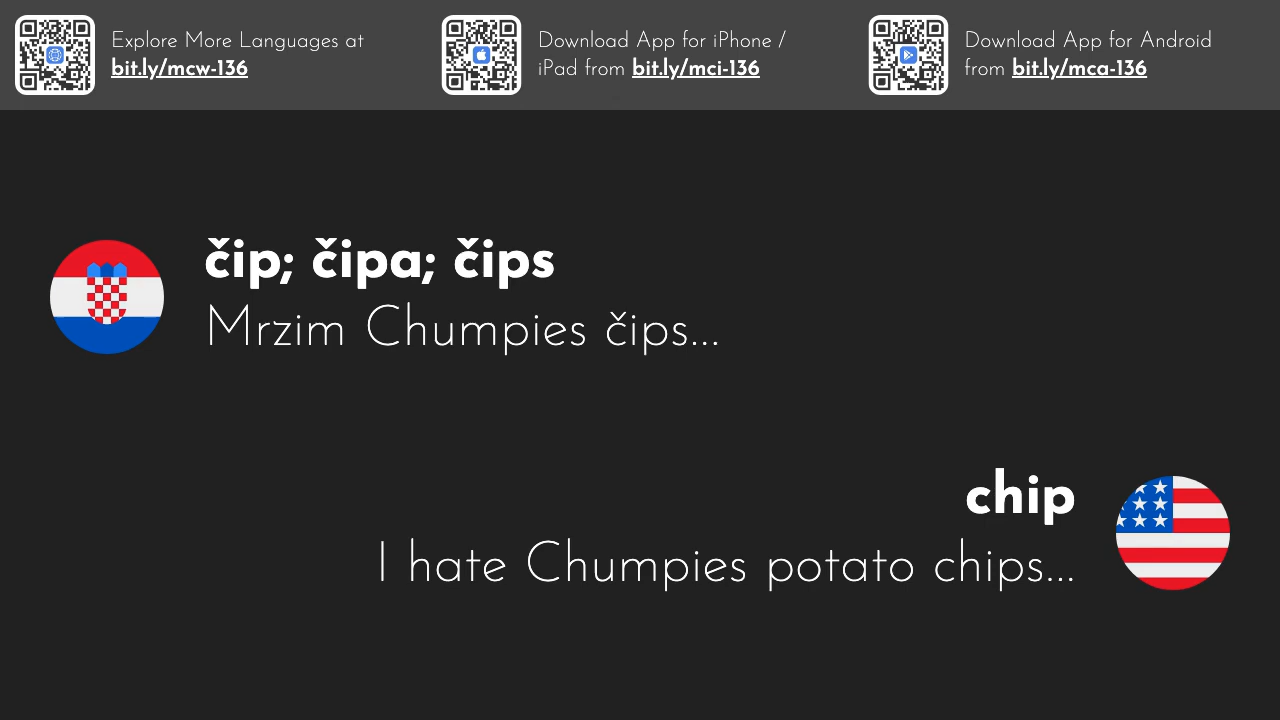 Explore More Languages at
bit.ly/mcw-136
Download App for iPhone /
iPad from bit.ly/mci-136
Download App for Android
from bit.ly/mca-136
čip; čipa; čips
Mrzim Chumpies čips...
chip
I hate Chumpies potato chips...